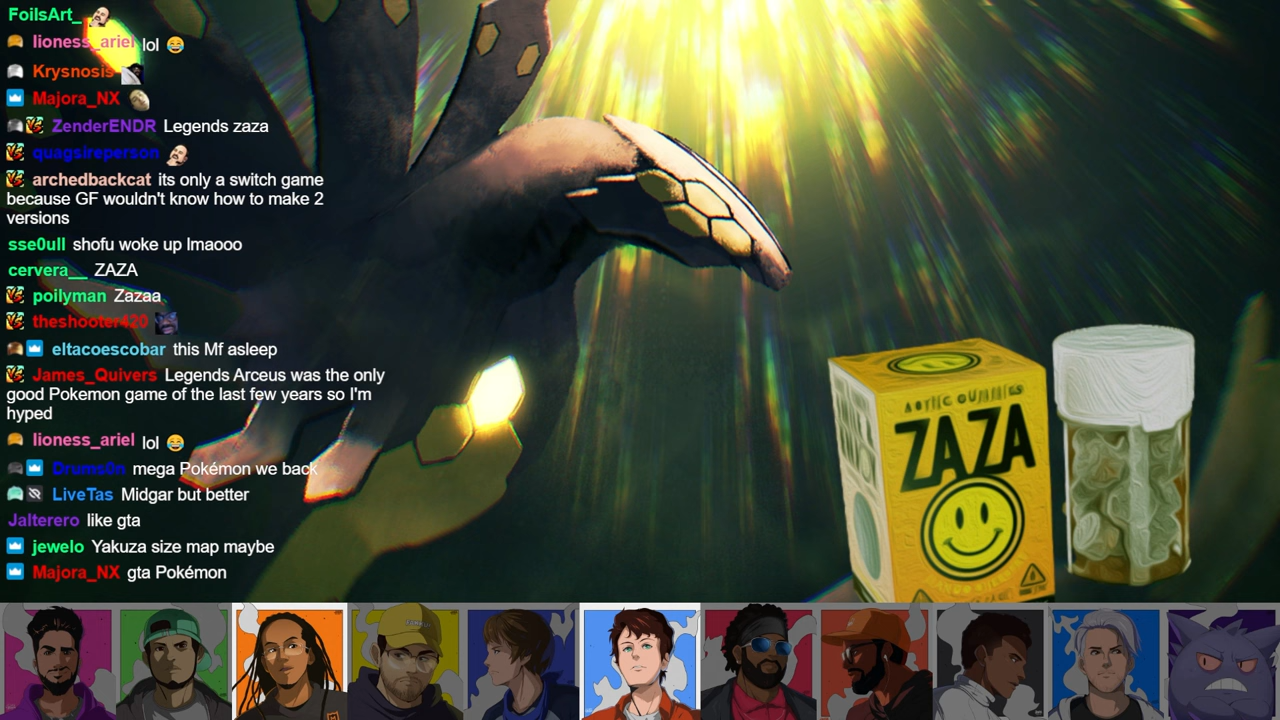 FoilsArt_
lioness_ariel lol
Krysnosis
Majora_NX
ZenderENDR Legends zaza
quagsireperson
archedbackcat its only a switch game
because GF wouldn't know how to make 2
versions
sse0ull shofu woke up lmaooo
cervera__ ZAZA
poilyman Zazaa
theshooter420
eltacoescobar this Mf asleep
James_Quivers Legends Arceus was the only
good Pokemon game of the last few years so I'm
hyped
lioness_ariel lol
Drums0n mega Pokémon we back
LiveTas Midgar but better
Jalterero like gta
jewelo Yakuza size map maybe
Majora_NX gta Pokémon
ZAZA